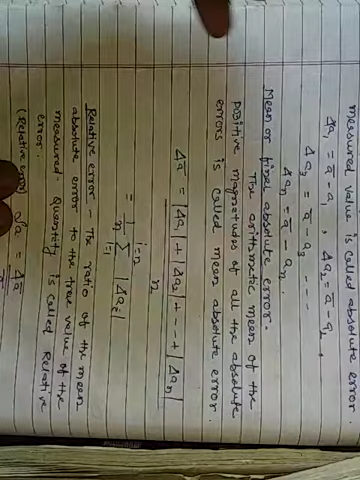 measured value is called absolute error.
Δa₁ = a̅ - a₁ , Δa₂ = a̅ - a₂ ,
Δa₃ = a̅ - a₃ ----
Δaₙ = a̅ - aₙ.
Mean or final absolute error -
The arithmetic mean of the
positive magnitudes of all the absolute
errors is called mean absolute error.
Δa̅ = |Δa₁| + |Δa₂| + -- + |Δaₙ|
n
= 1/n Σ i=n i=1 |Δaᵢ|
Relative error - The ratio of the mean
absolute error to the true value of the
measured - Quantity is called Relative
error.
(Relative error) δa = Δa̅